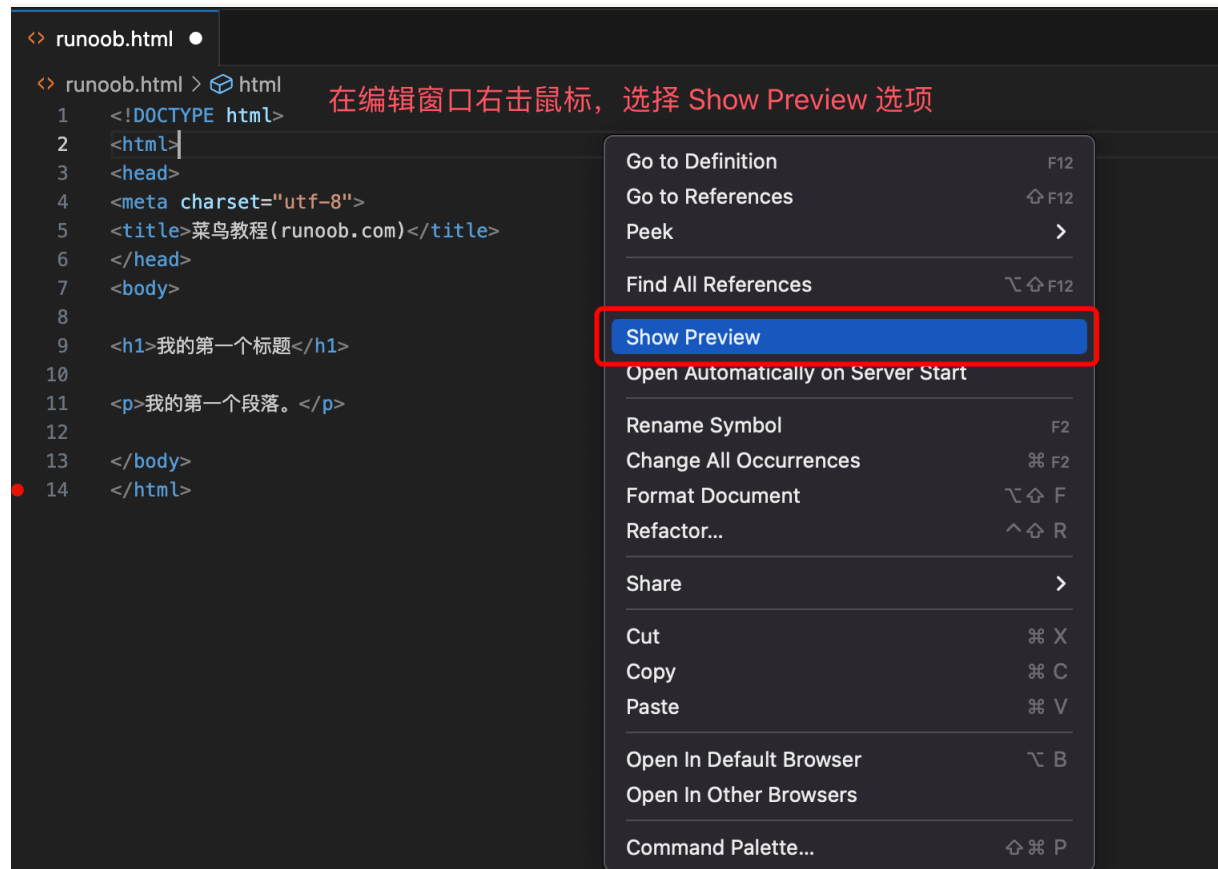 runoob.html
runoob.html > html
在编辑窗口右击鼠标，选择 Show Preview 选项
1 <!DOCTYPE html>
2 <html>
3 <head>
4 <meta charset="utf-8">
5 <title>菜鸟教程(runoob.com)</title>
6 </head>
7 <body>
8
9 <h1>我的第一个标题</h1>
10
11 <p>我的第一个段落。</p>
12
13 </body>
14 </html>
Go to Definition F12
Go to References ⇧F12
Peek >
Find All References ⌥⇧F12
Show Preview
Open Automatically on Server Start
Rename Symbol F2
Change All Occurrences ⌘ F2
Format Document ⌥⇧ F
Refactor... ^⇧ R
Share >
Cut ⌘ X
Copy ⌘ C
Paste ⌘ V
Open In Default Browser ⌥ B
Open In Other Browsers
Command Palette... ⇧⌘ P